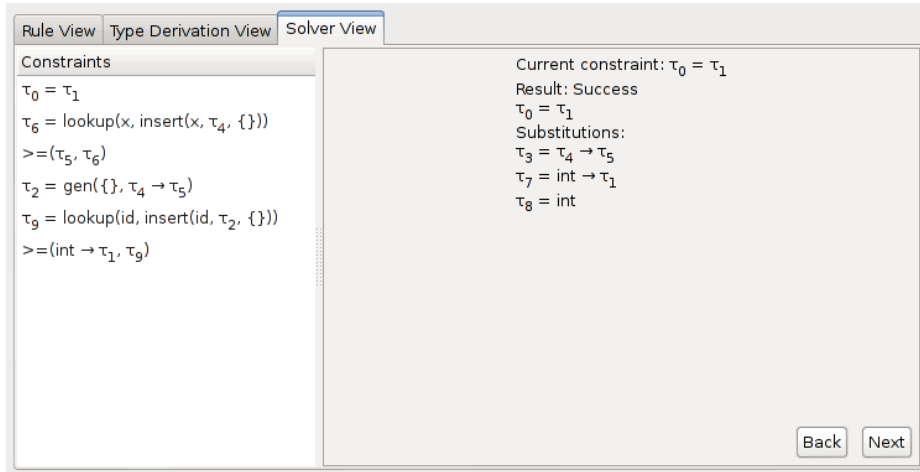 Rule View Type Derivation View Solver View
Constraints
τ₀ = τ₁
τ₆ = lookup(x, insert(x, τ₄, {}))
>=(τ₅, τ₆)
τ₂ = gen({}, τ₄ → τ₅)
τ₉ = lookup(id, insert(id, τ₂, {}))
>=(int → τ₁, τ₉)
Current constraint: τ₀ = τ₁
Result: Success
τ₀ = τ₁
Substitutions:
τ₃ = τ₄ → τ₅
τ₇ = int → τ₁
τ₈ = int
Back Next